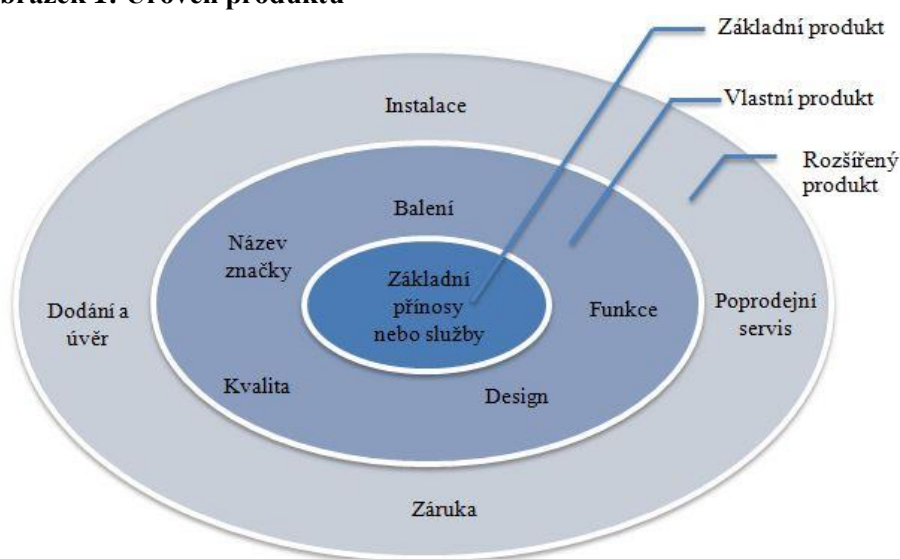 Základní produkt
Vlastní produkt
Rozšířený
produkt
Instalace
Balení
Název
značky
Základní
přínosy
nebo služby
Funkce
Poprodejní
servis
Dodání a
úvěr
Kvalita
Design
Záruka